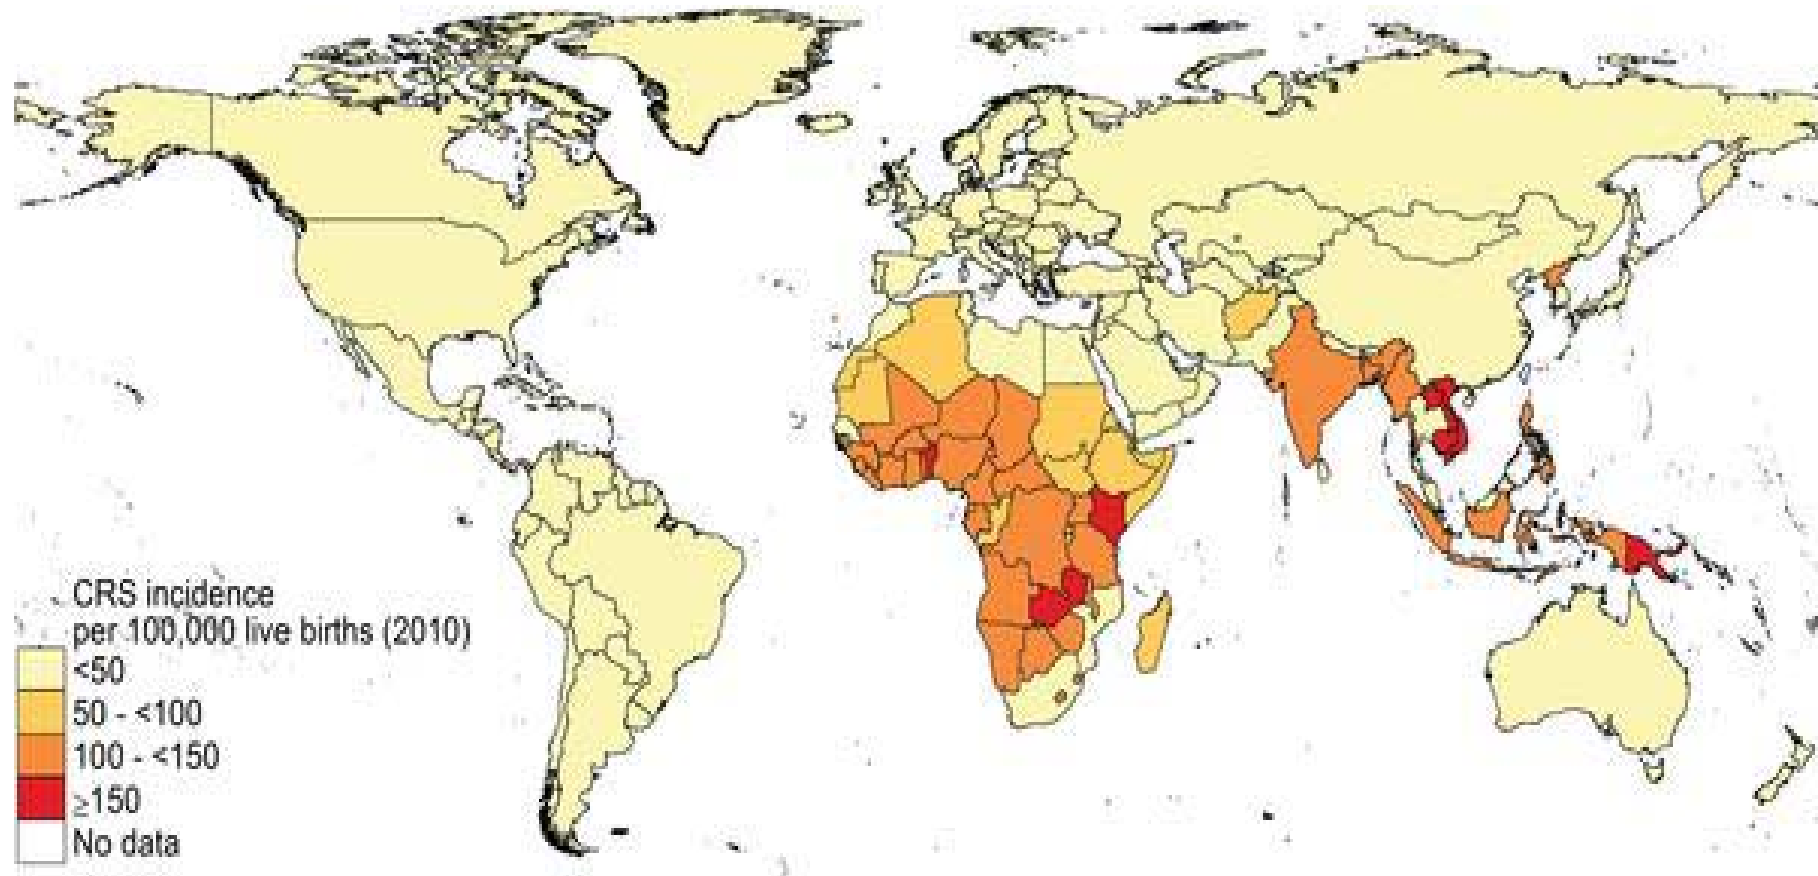 CRS incidence
per 100,000 live births (2010)
<50
50 - <100
100 - <150
≥150
No data